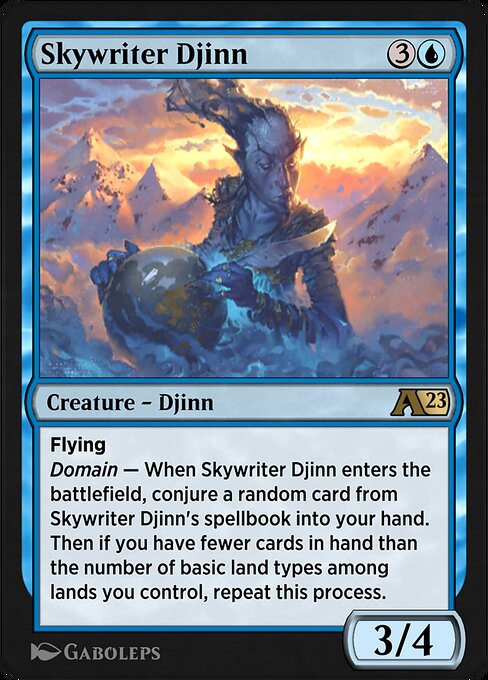 Skywriter Djinn 3
Creature – Djinn A 23
Flying
Domain — When Skywriter Djinn enters the
battlefield, conjure a random card from
Skywriter Djinn's spellbook into your hand.
Then if you have fewer cards in hand than
the number of basic land types among
lands you control, repeat this process.
3/4
GABOLEPS